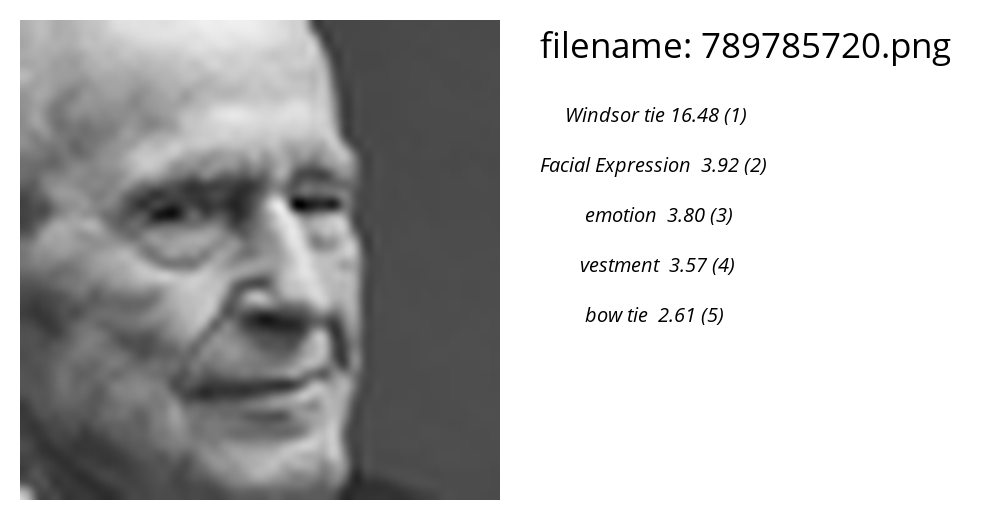 filename: 789785720.png
Windsor tie 16.48 (1)
Facial Expression 3.92 (2)
emotion 3.80 (3)
vestment 3.57 (4)
bow tie 2.61 (5)